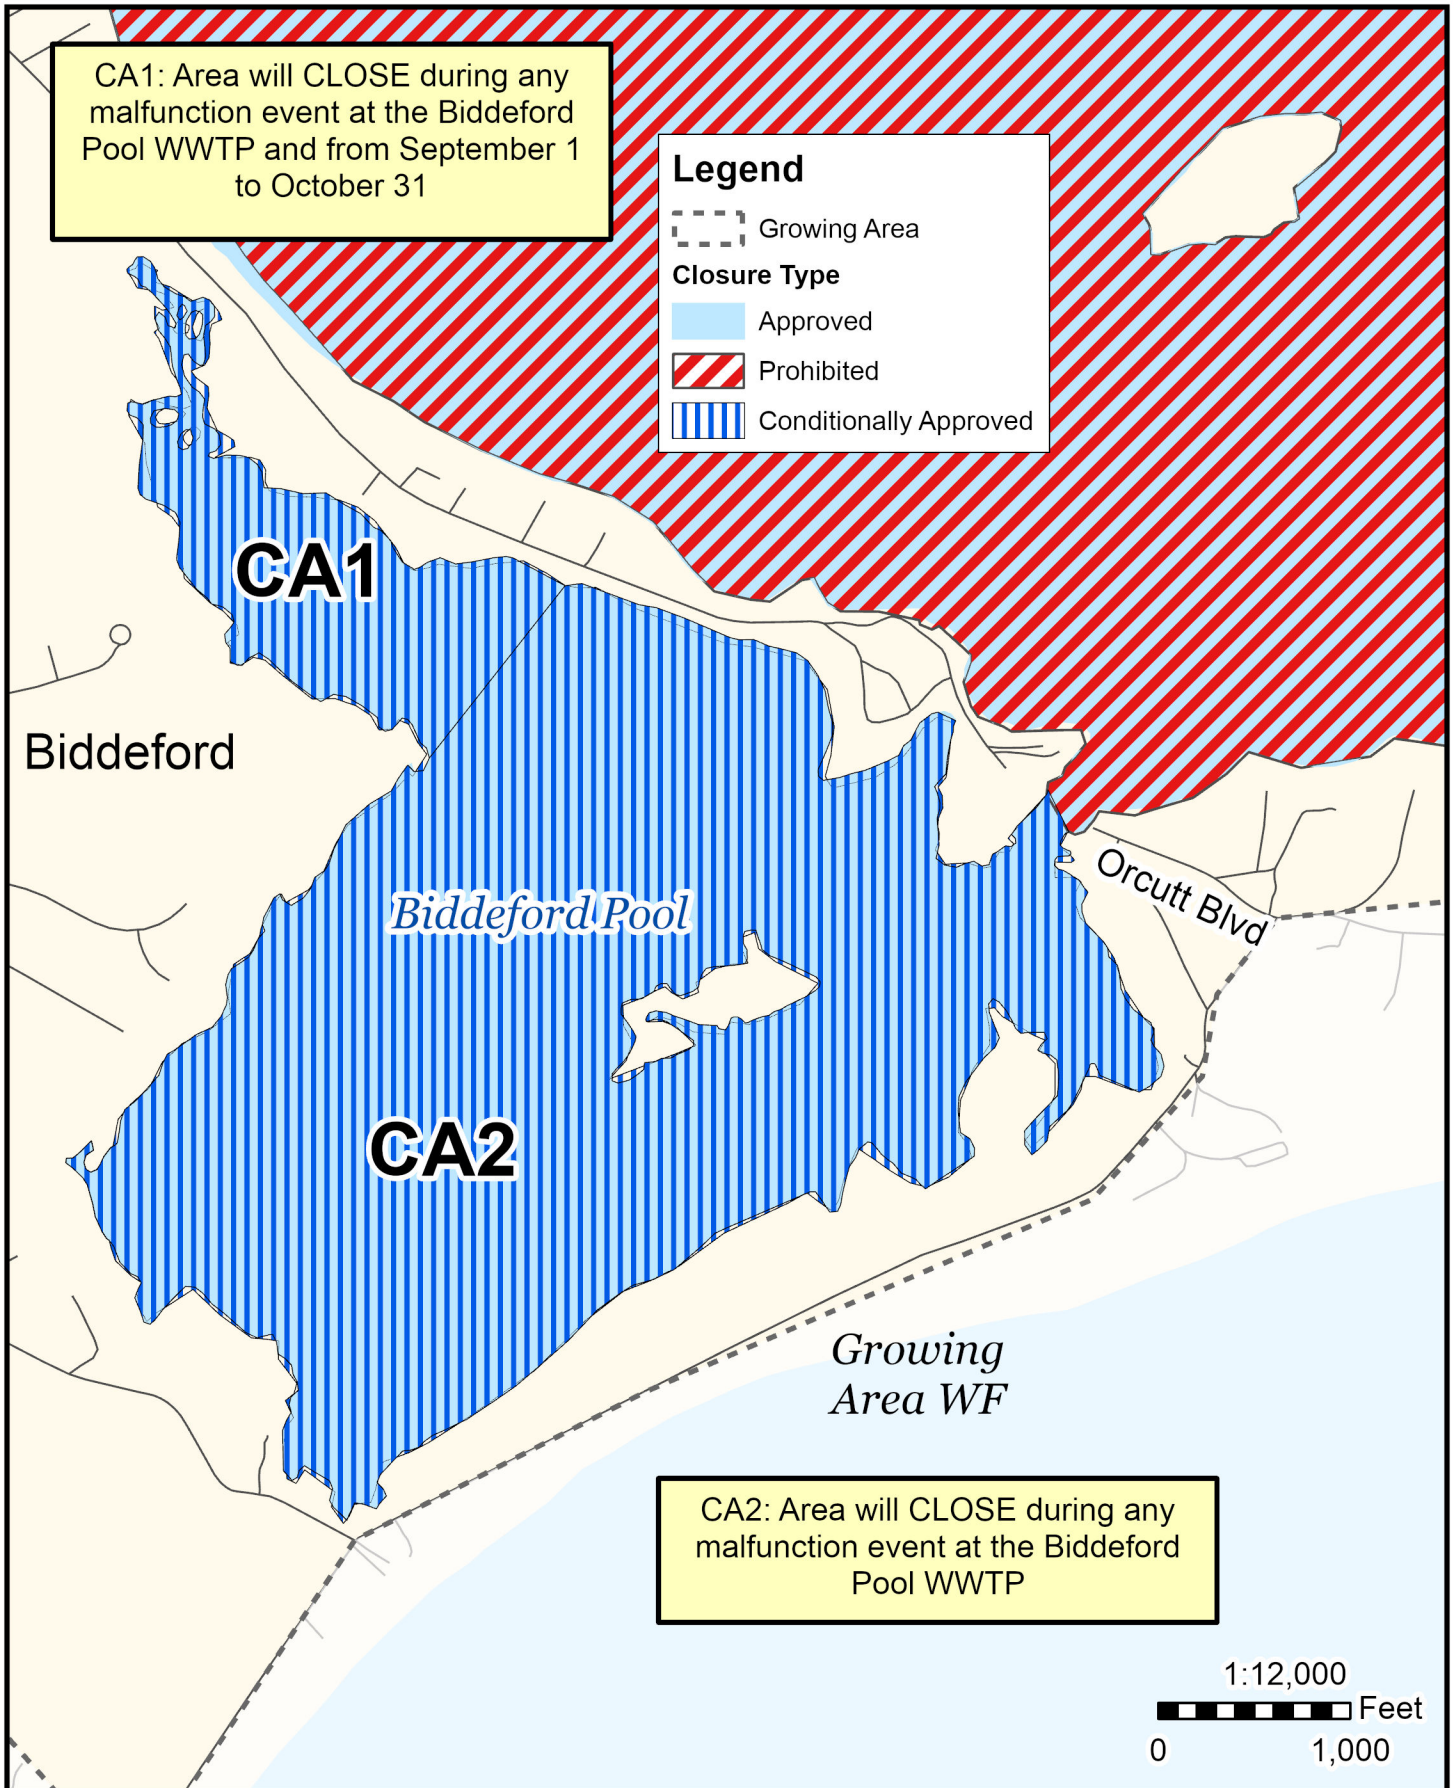 CA1: Area will CLOSE during any
malfunction event at the Biddeford
Pool WWTP and from September 1
to October 31
Legend
Growing Area
Closure Type
Approved
Prohibited
Conditionally Approved
CA1
Biddeford
Orcutt Blvd
Biddeford Pool
CA2
Growing
Area WF
CA2: Area will CLOSE during any
malfunction event at the Biddeford
Pool WWTP
1:12,000
Feet
0 1,000